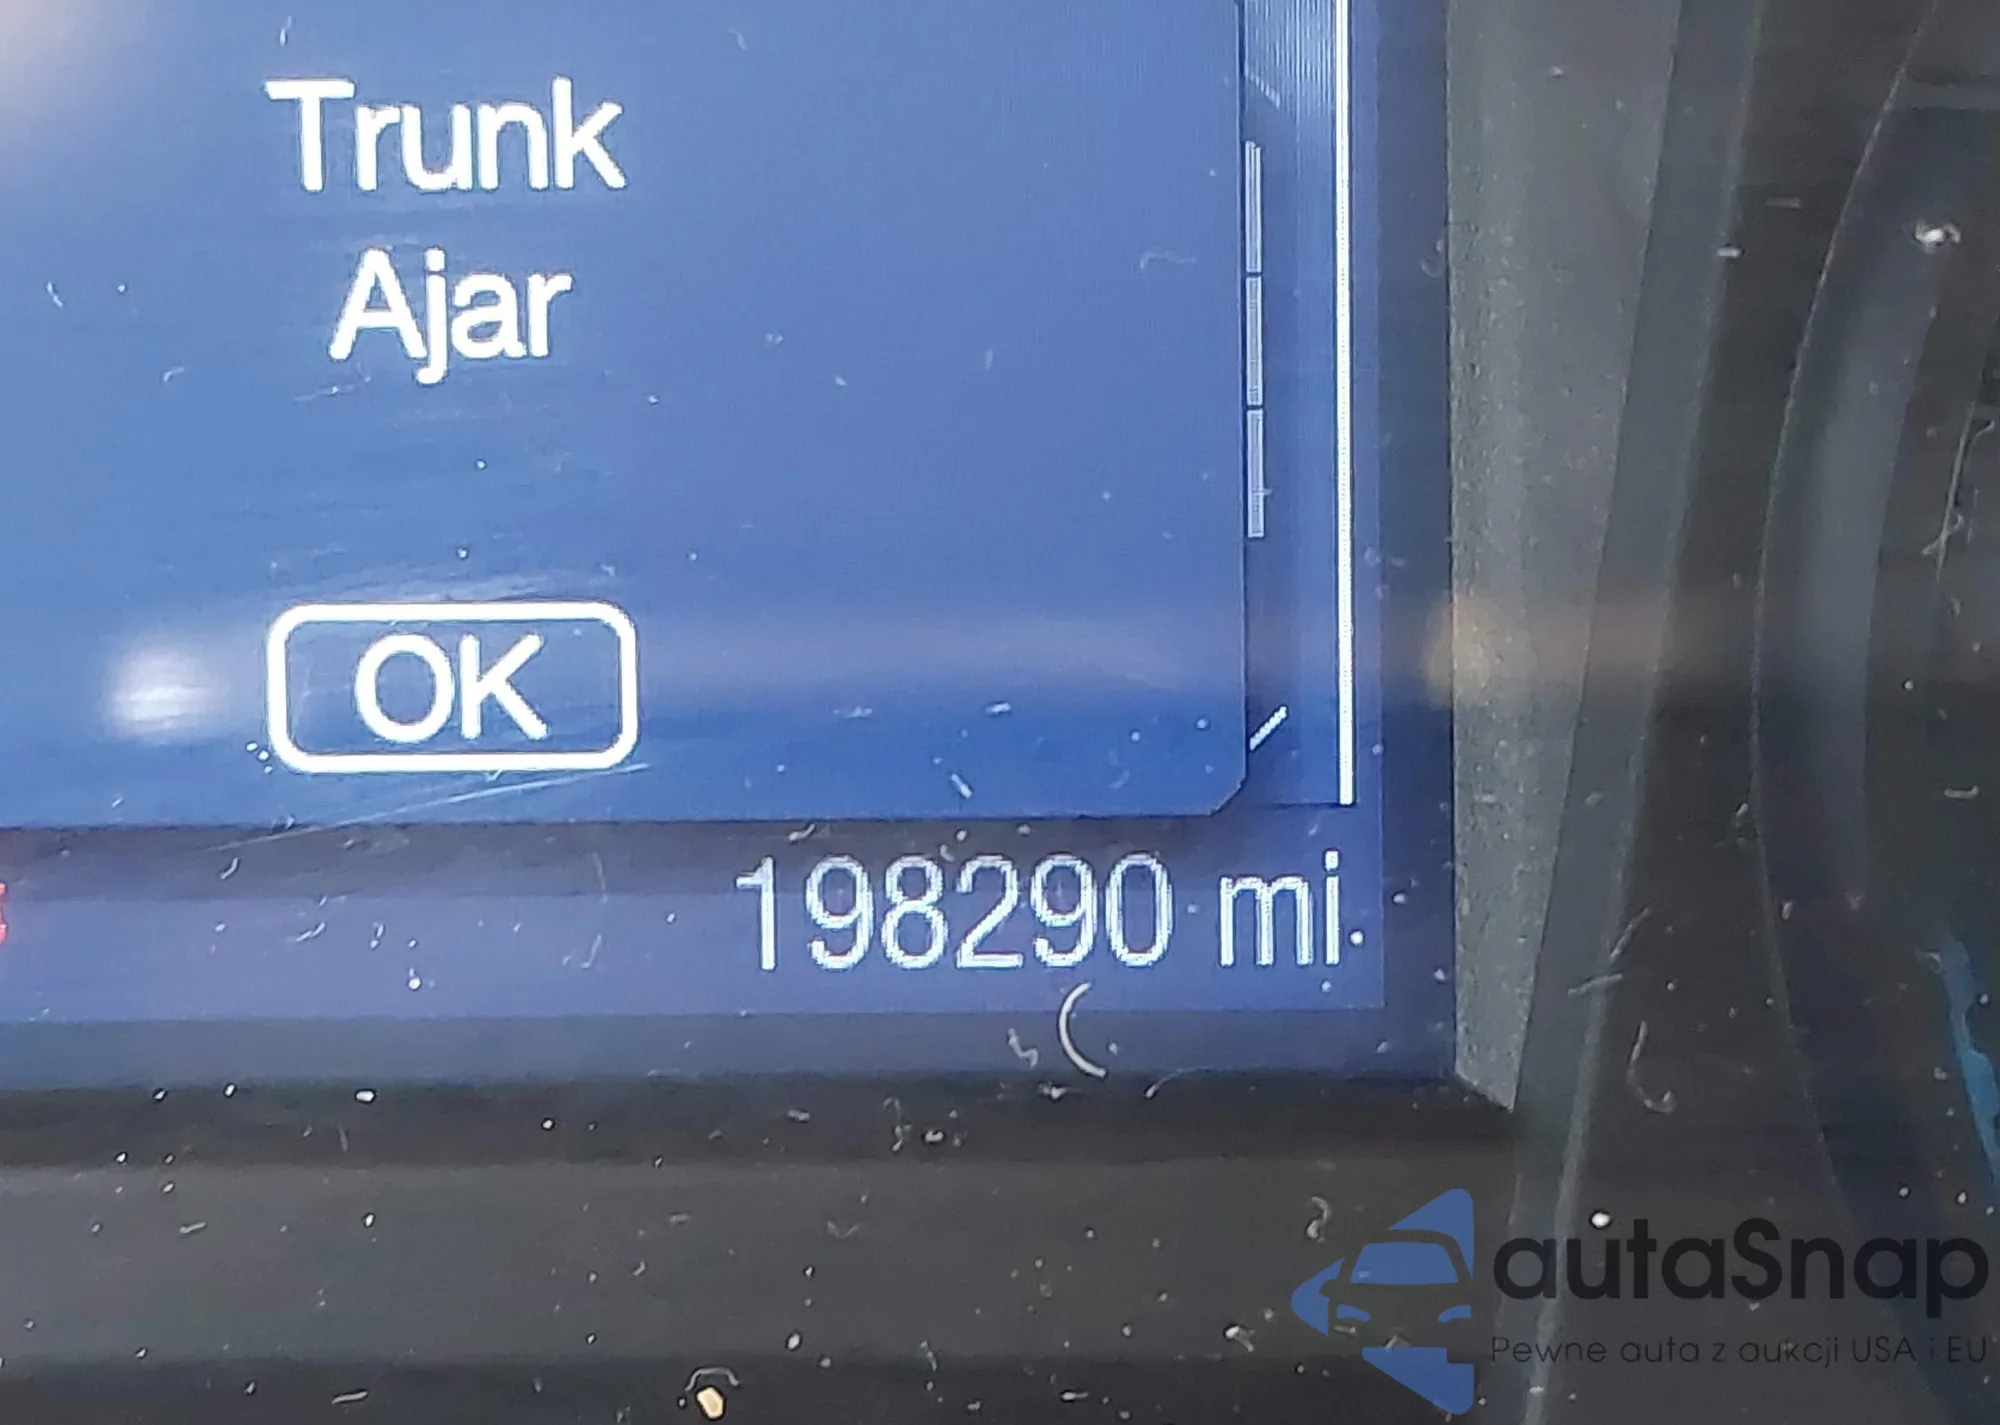 Trunk
Ajar
OK
198290 mi
autaSnap
Pewne auta z aukcji USA i EU